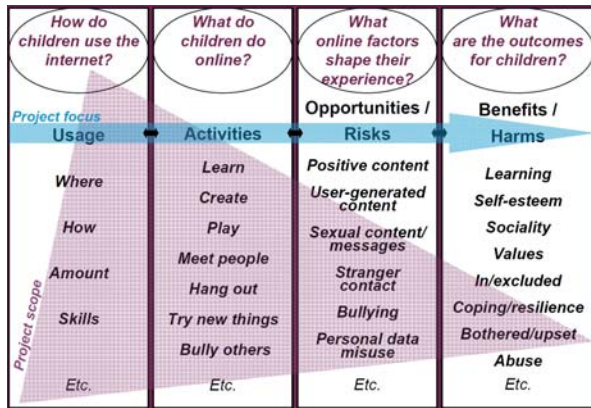 How do
children use the
internet?
What do
children do
online?
What
online factors
shape their
experience?
What
are the outcomes
for children?
Project focus
Usage
Activities
Opportunities /
Risks
Benefits /
Harms
Where
How
Amount
Skills
Etc.
Learn
Create
Play
Meet people
Hang out
Try new things
Bully others
Etc.
Positive content
User-generated
content
Sexual content/
messages
Stranger
contact
Bullying
Personal data
misuse
Etc.
Learning
Self-esteem
Sociality
Values
In/excluded
Coping/resilience
Bothered/upset
Abuse
Etc.
Project scope